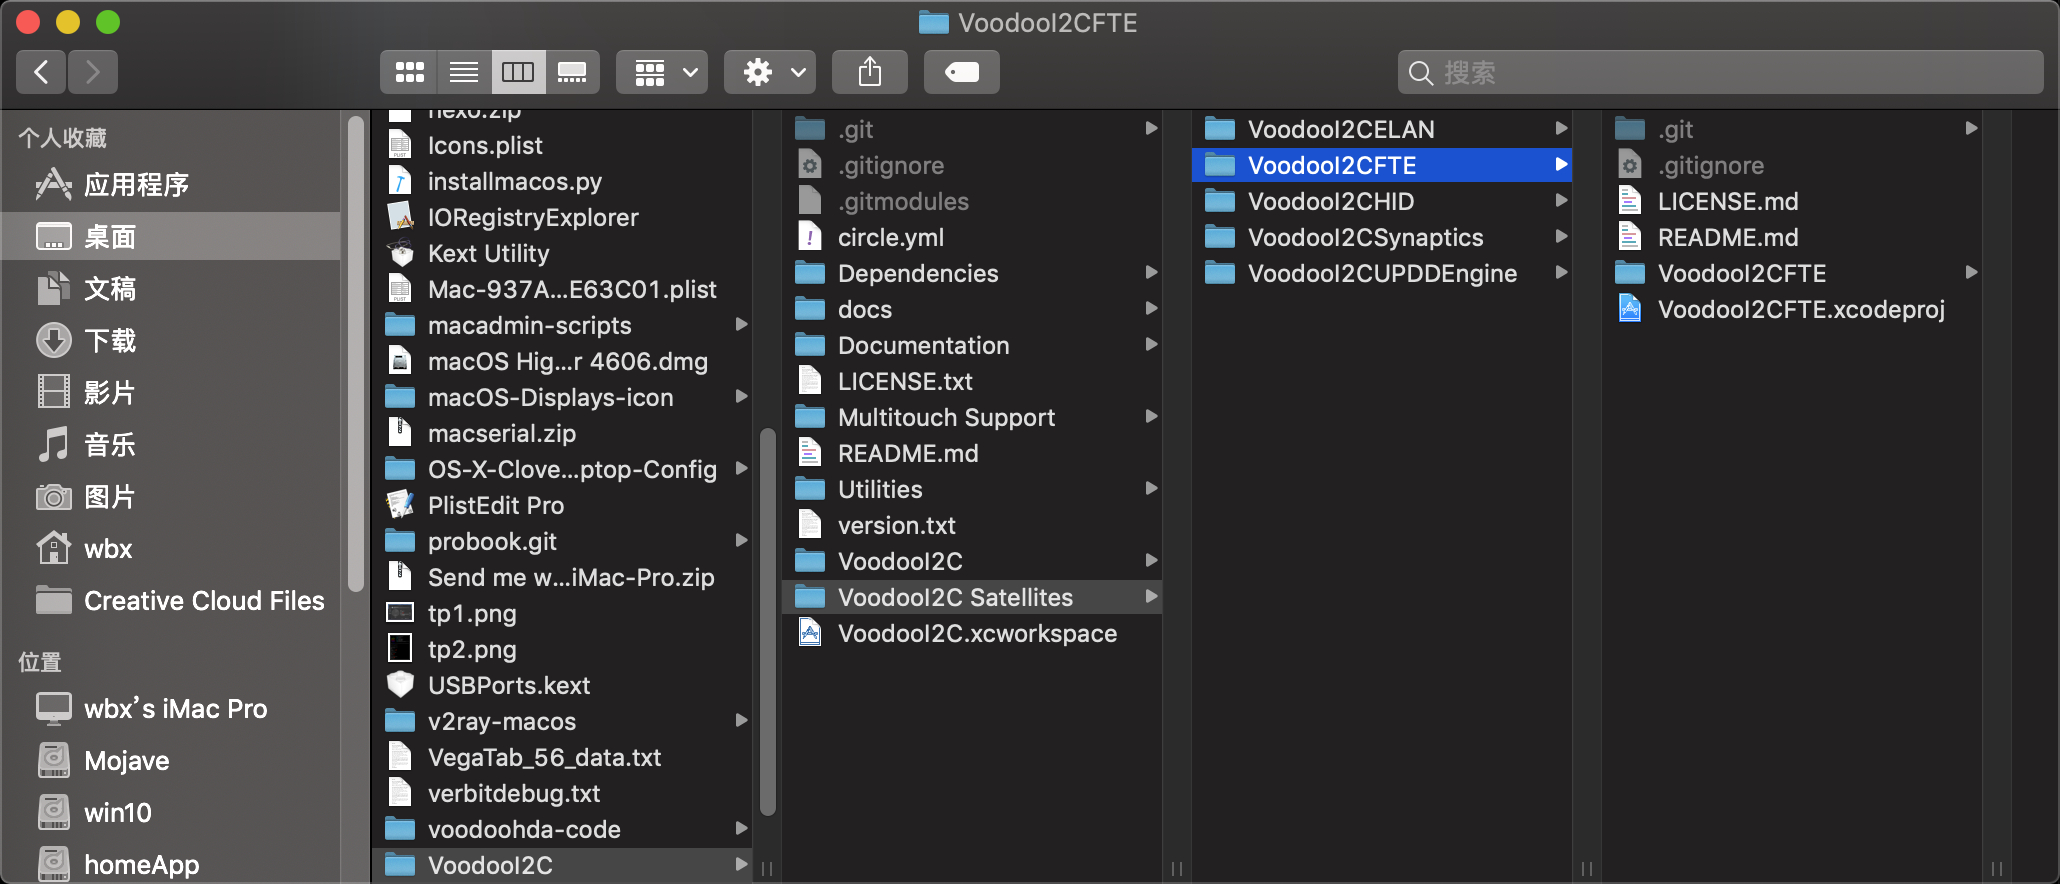 VoodooI2CFTE
搜索
个人收藏
应用程序
桌面
文稿
下载
影片
音乐
图片
wbx
Creative Cloud Files
位置
wbx's iMac Pro
Mojave
win10
homeApp
hexo.zip
Icons.plist
installmacos.py
IORegistryExplorer
Kext Utility
Mac-937A...E63C01.plist
macadmin-scripts
macOS Hig...r 4606.dmg
macOS-Displays-icon
macserial.zip
OS-X-Clove...ptop-Config
PlistEdit Pro
probook.git
Send me w...iMac-Pro.zip
tp1.png
tp2.png
USBPorts.kext
v2ray-macos
VegaTab_56_data.txt
verbitdebug.txt
voodoohda-code
VoodooI2C
.git
.gitignore
.gitmodules
circle.yml
Dependencies
docs
Documentation
LICENSE.txt
Multitouch Support
README.md
Utilities
version.txt
VoodooI2C
VoodooI2C Satellites
VoodooI2C.xcworkspace
VoodooI2CELAN
VoodooI2CFTE
VoodooI2CHID
VoodooI2CSynaptics
VoodooI2CUPDDEngine
.git
.gitignore
LICENSE.md
README.md
VoodooI2CFTE
VoodooI2CFTE.xcodeproj